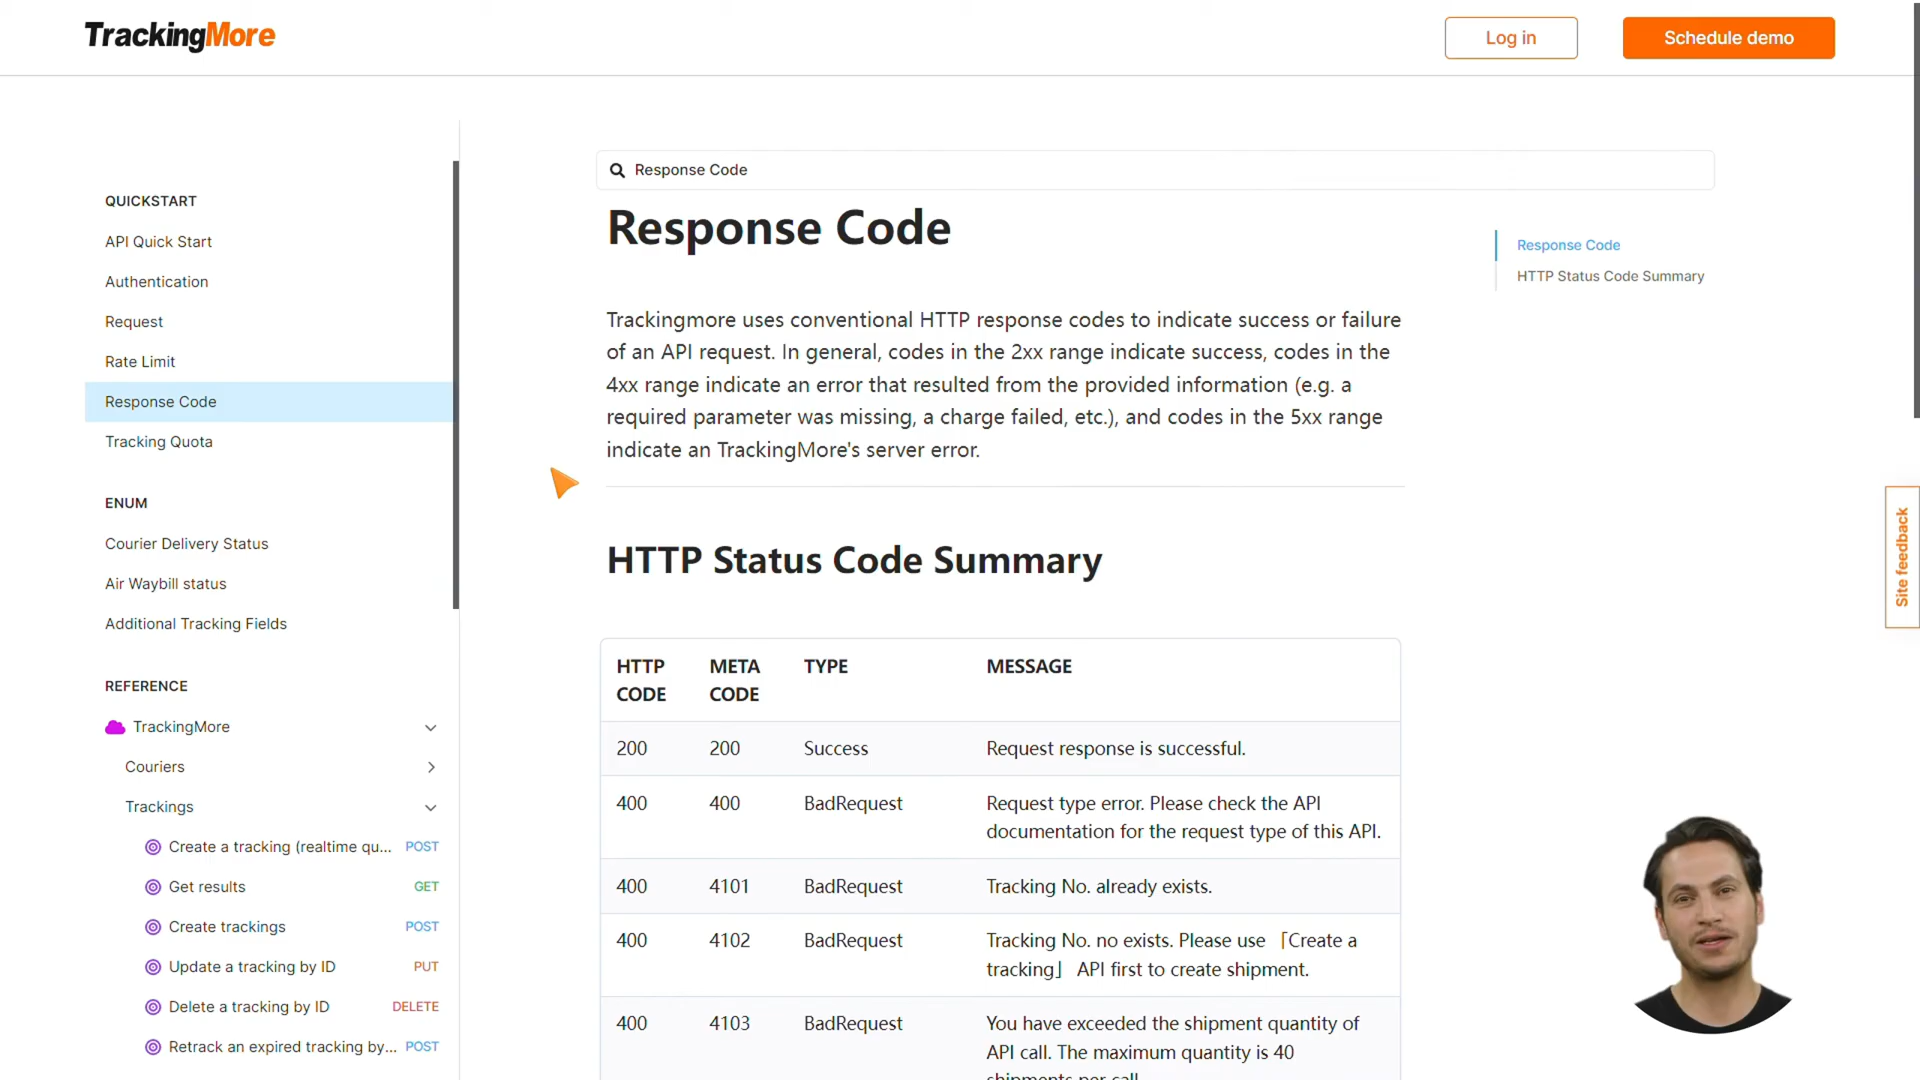 TrackingMore
Log in
Schedule demo
QUICKSTART
API Quick Start
Authentication
Request
Rate Limit
Response Code
Tracking Quota
ENUM
Courier Delivery Status
Air Waybill status
Additional Tracking Fields
REFERENCE
TrackingMore
Couriers
Trackings
Create a tracking (realtime qu... POST
Get results GET
Create trackings POST
Update a tracking by ID PUT
Delete a tracking by ID DELETE
Retrack an expired tracking by... POST
Response Code
Response Code
Trackingmore uses conventional HTTP response codes to indicate success or failure
of an API request. In general, codes in the 2xx range indicate success, codes in the
4xx range indicate an error that resulted from the provided information (e.g. a
required parameter was missing, a charge failed, etc.), and codes in the 5xx range
indicate an TrackingMore's server error.
HTTP Status Code Summary
HTTP CODE META CODE TYPE MESSAGE
200 200 Success Request response is successful.
400 400 BadRequest Request type error. Please check the API
documentation for the request type of this API.
400 4101 BadRequest Tracking No. already exists.
400 4102 BadRequest Tracking No. no exists. Please use 「Create a
tracking」 API first to create shipment.
400 4103 BadRequest You have exceeded the shipment quantity of
API call. The maximum quantity is 40
shipments per call
Response Code
HTTP Status Code Summary
Site feedback